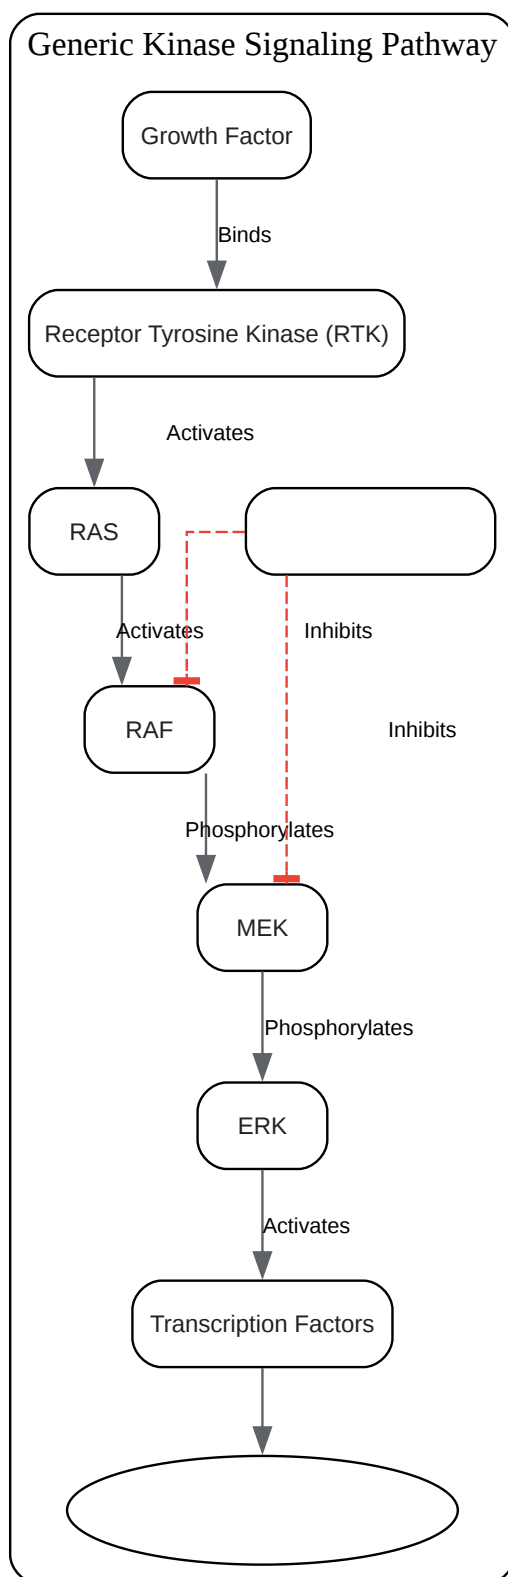 Generic Kinase Signaling Pathway
Growth Factor
Binds
Receptor Tyrosine Kinase (RTK)
Activates
RAS
Activates
Inhibits
RAF
Inhibits
Phosphorylates
MEK
Phosphorylates
ERK
Activates
Transcription Factors